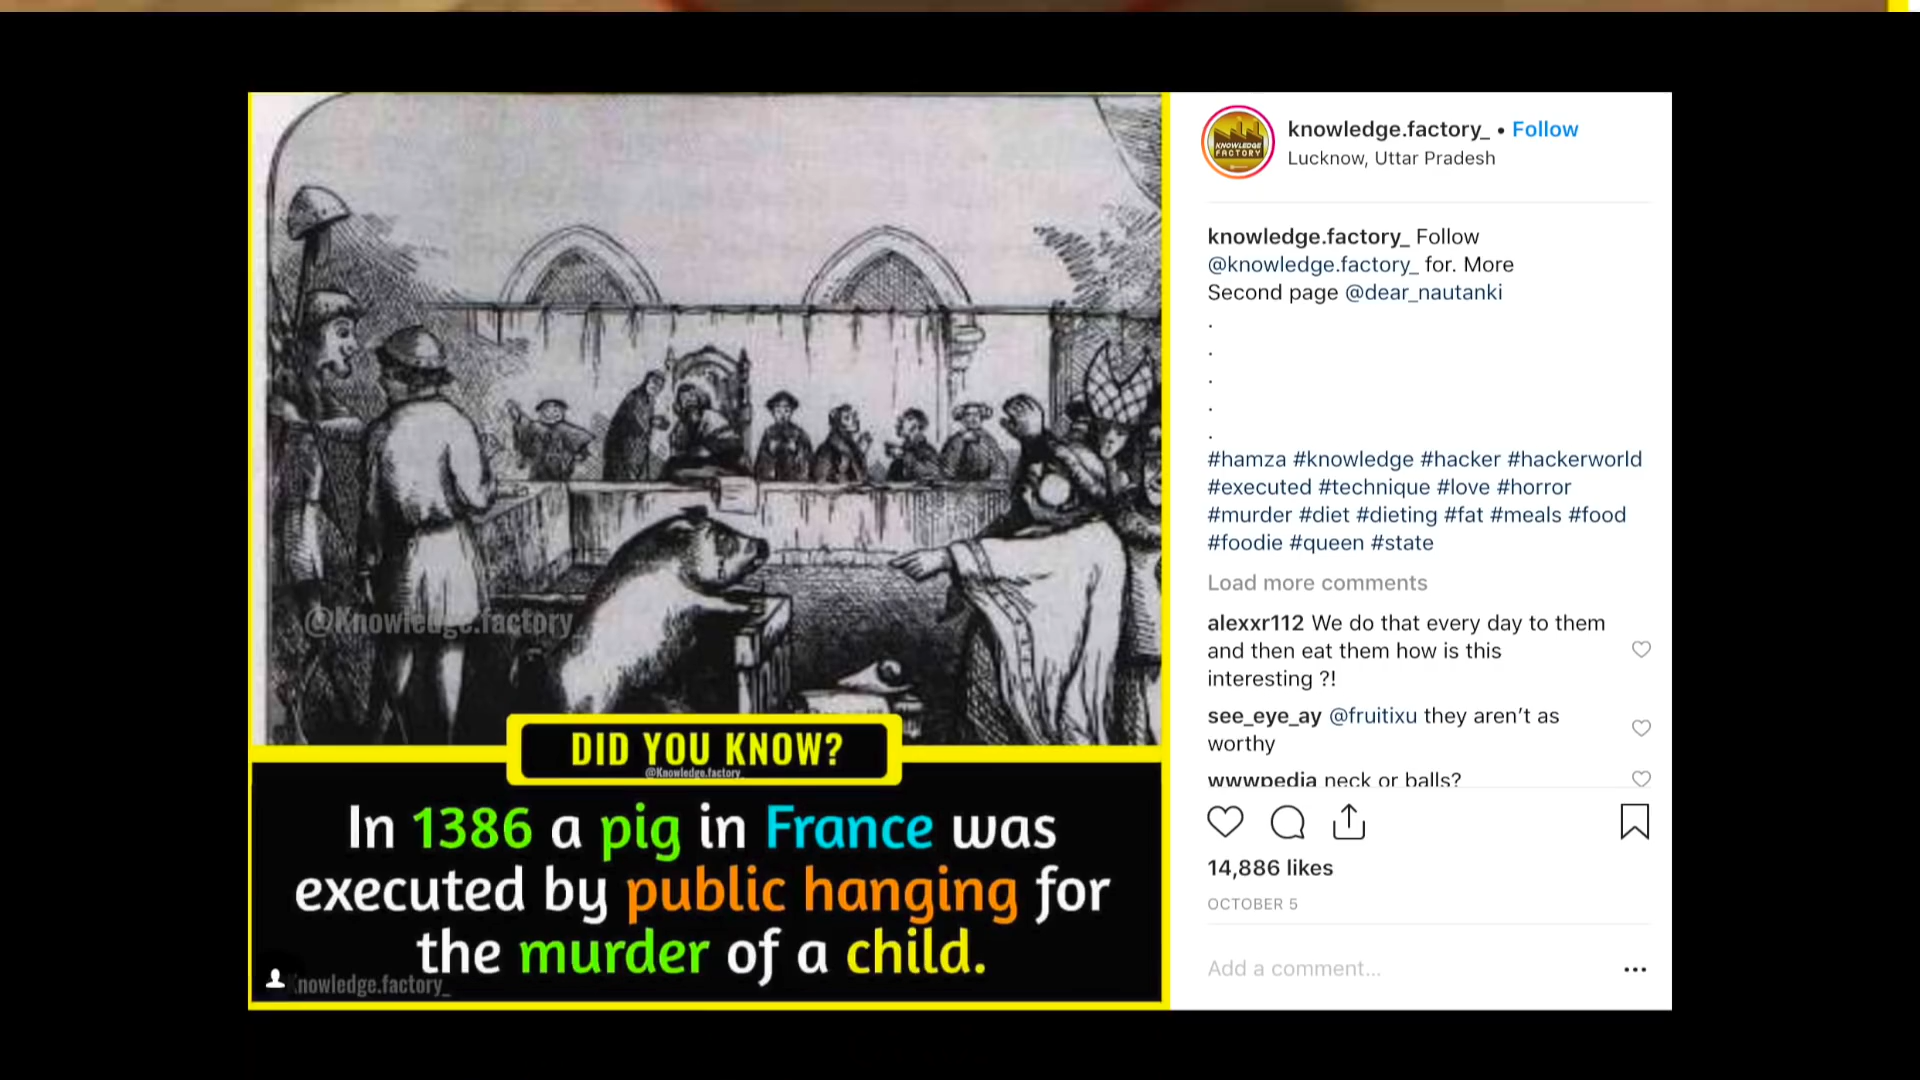 @Knowledge.factory_
DID YOU KNOW?
@Knowledge.factory_
In 1386 a pig in France was
executed by public hanging for
the murder of a child.
nowledge.factory_
KNOWLEDGE
FACTORY
knowledge.factory_ • Follow
Lucknow, Uttar Pradesh
knowledge.factory_ Follow
@knowledge.factory_ for. More
Second page @dear_nautanki
.
.
.
.
.
#hamza #knowledge #hacker #hackerworld
#executed #technique #love #horror
#murder #diet #dieting #fat #meals #food
#foodie #queen #state
Load more comments
alexxr112 We do that every day to them
and then eat them how is this
interesting ?!
see_eye_ay @fruitixu they aren’t as
worthy
wwwpedia neck or balls?
14,886 likes
OCTOBER 5
Add a comment...